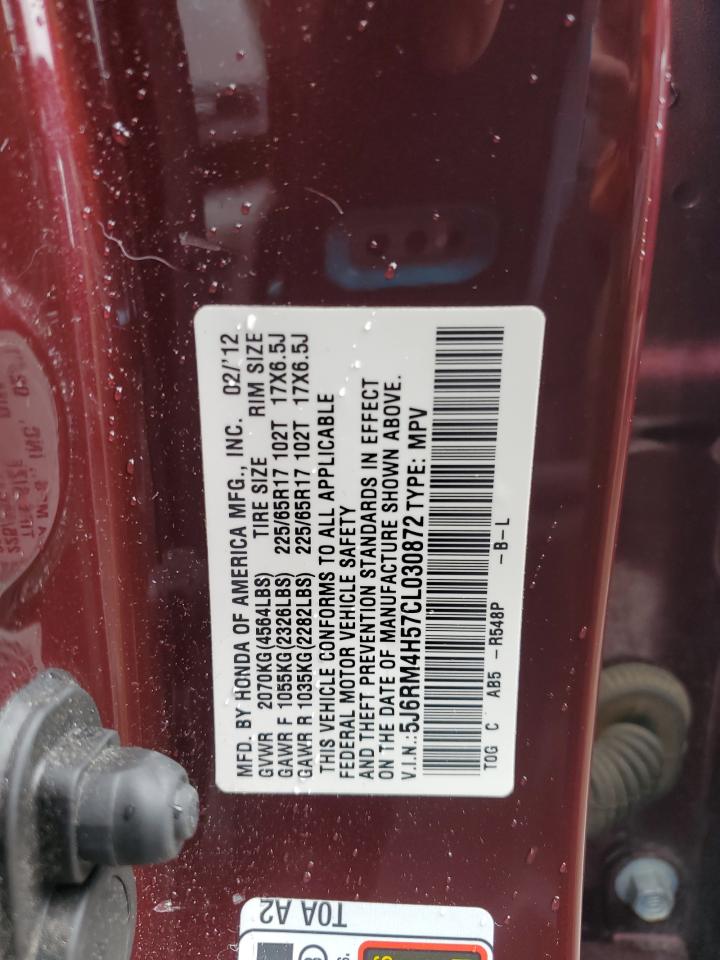 MFD. BY HONDA OF AMERICA MFG., INC. 02/'12
GVWR 2070KG(4564LBS) TIRE SIZE RIM SIZE
GAWR F 1055KG(2326LBS) 225/65R17 102T 17X6.5J
GAWR R 1035KG(2282LBS) 225/65R17 102T 17X6.5J
THIS VEHICLE CONFORMS TO ALL APPLICABLE
FEDERAL MOTOR VEHICLE SAFETY
AND THEFT PREVENTION STANDARDS IN EFFECT
ON THE DATE OF MANUFACTURE SHOWN ABOVE.
V.I.N.:5J6RM4H57CL030872 TYPE: MPV
T0G C AB5 -R548P -B-L
T0A A2